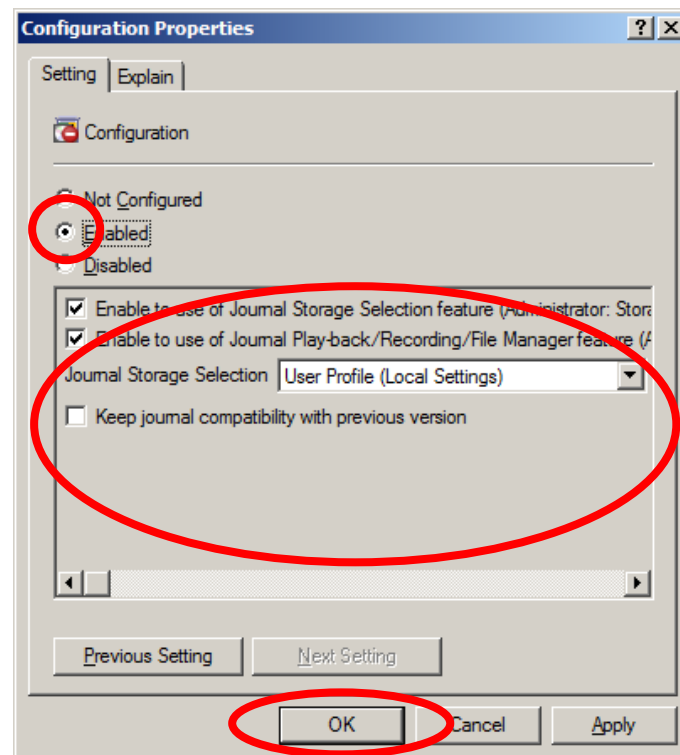 Configuration Properties
Setting Explain
Configuration
Not Configured
Enabled
Disabled
Enable to use of Journal Storage Selection feature (Administrator: Stora
Enable to use of Journal Play-back/Recording/File Manager feature (A
Journal Storage Selection User Profile (Local Settings)
Keep journal compatibility with previous version
Previous Setting Next Setting
OK Cancel Apply